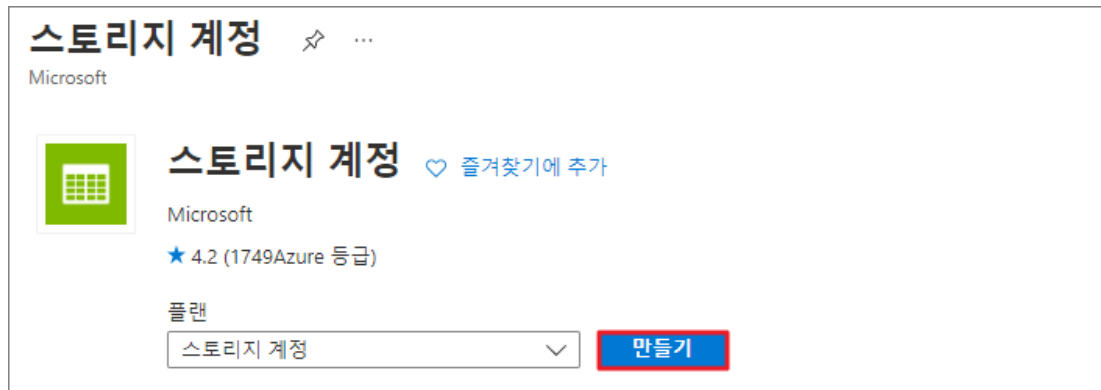 스토리지 계정
Microsoft
스토리지 계정 즐겨찾기에 추가
Microsoft
4.2 (1749Azure 등급)
플랜
스토리지 계정 만들기